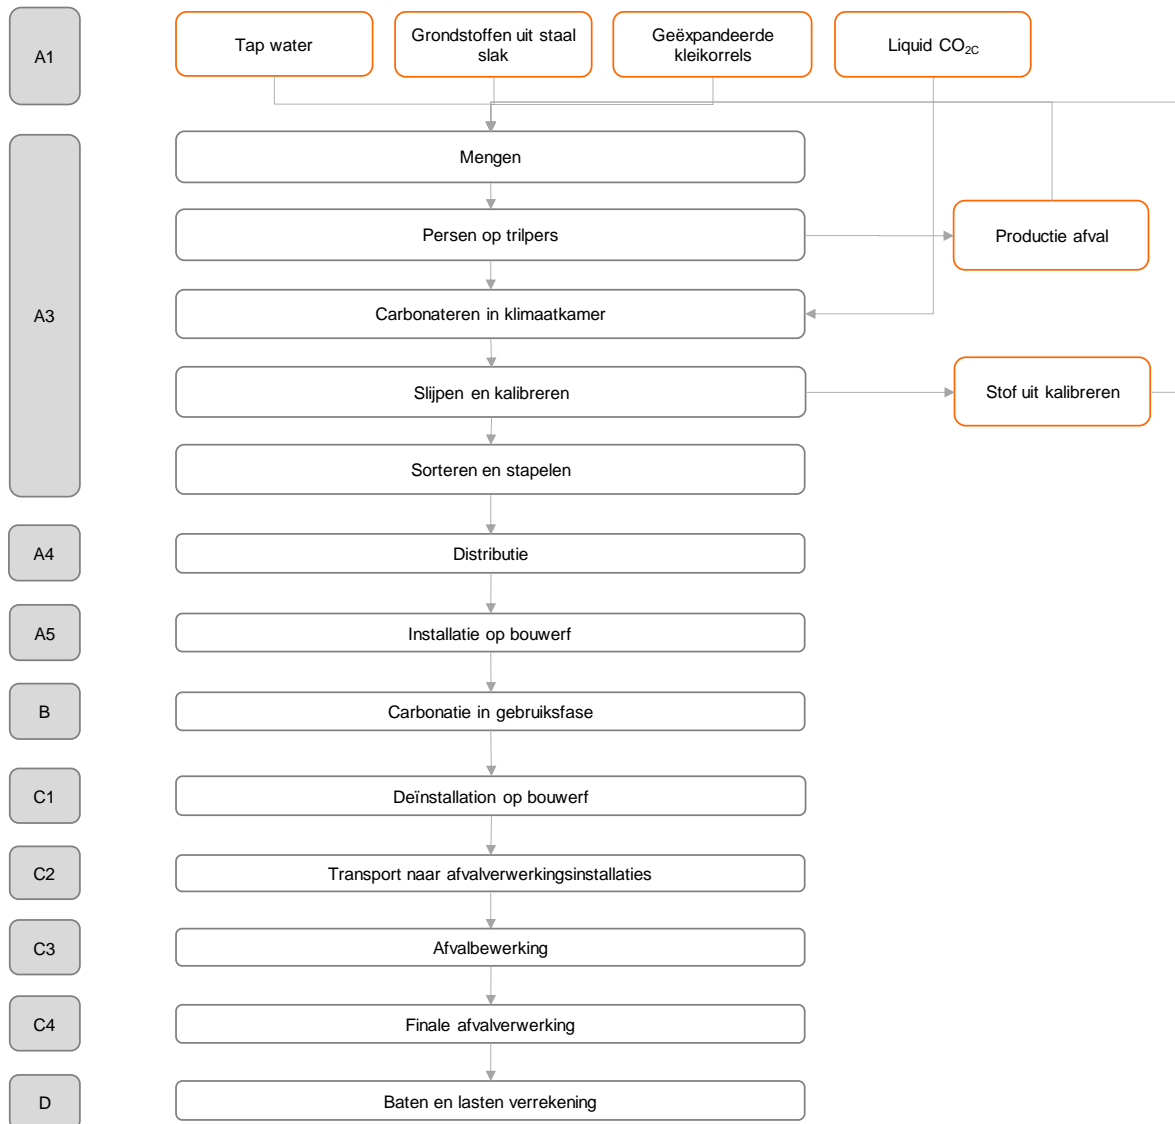 A1
Tap water
Grondstoffen uit staal
slak
Geëxpandeerde
kleikorrels
Liquid CO₂C
A3
Mengen
Persen op trilpers
Productie afval
Carbonateren in klimaatkamer
Slijpen en kalibreren
Stof uit kalibreren
Sorteren en stapelen
A4
Distributie
A5
Installatie op bouwerf
B
Carbonatie in gebruiksfase
C1
Deïnstallation op bouwerf
C2
Transport naar afvalverwerkingsinstallaties
C3
Afvalbewerking
C4
Finale afvalverwerking
D
Baten en lasten verrekening